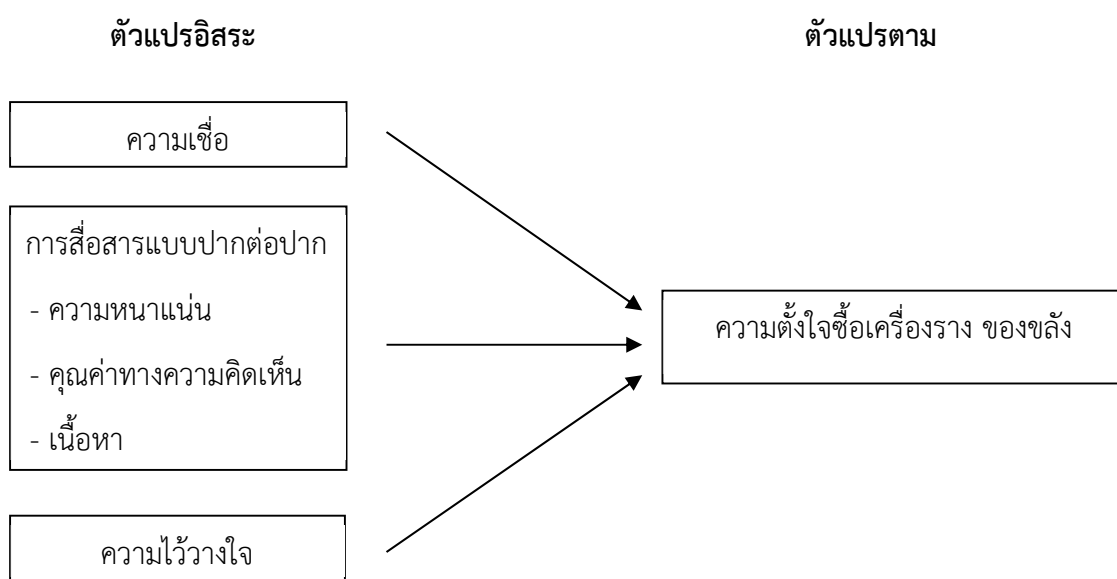 ตัวแปรอิสระ
ตัวแปรตาม
ความเชื่อ
การสื่อสารแบบปากต่อปาก
- ความหนาแน่น
- คุณค่าทางความคิดเห็น
- เนื้อหา
ความไว้วางใจ
ความตั้งใจซื้อเครื่องราง ของขลัง